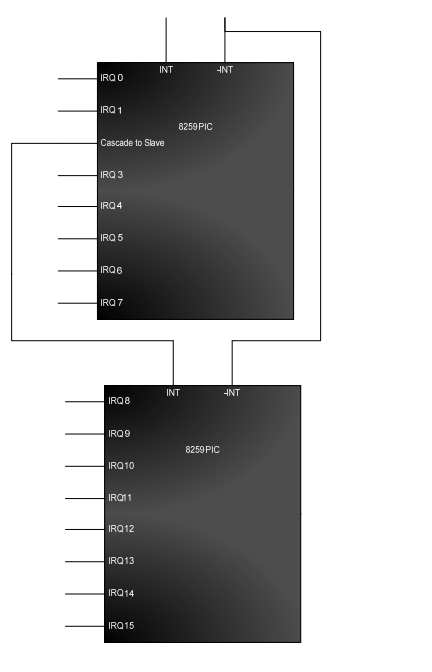 INT -INT
IRQ 0
IRQ 1
8259PIC
Cascade to Slave
IRQ 3
IRQ 4
IRQ 5
IRQ 6
IRQ 7
INT -INT
IRQ 8
IRQ 9
8259PIC
IRQ10
IRQ11
IRQ12
IRQ13
IRQ14
IRQ15